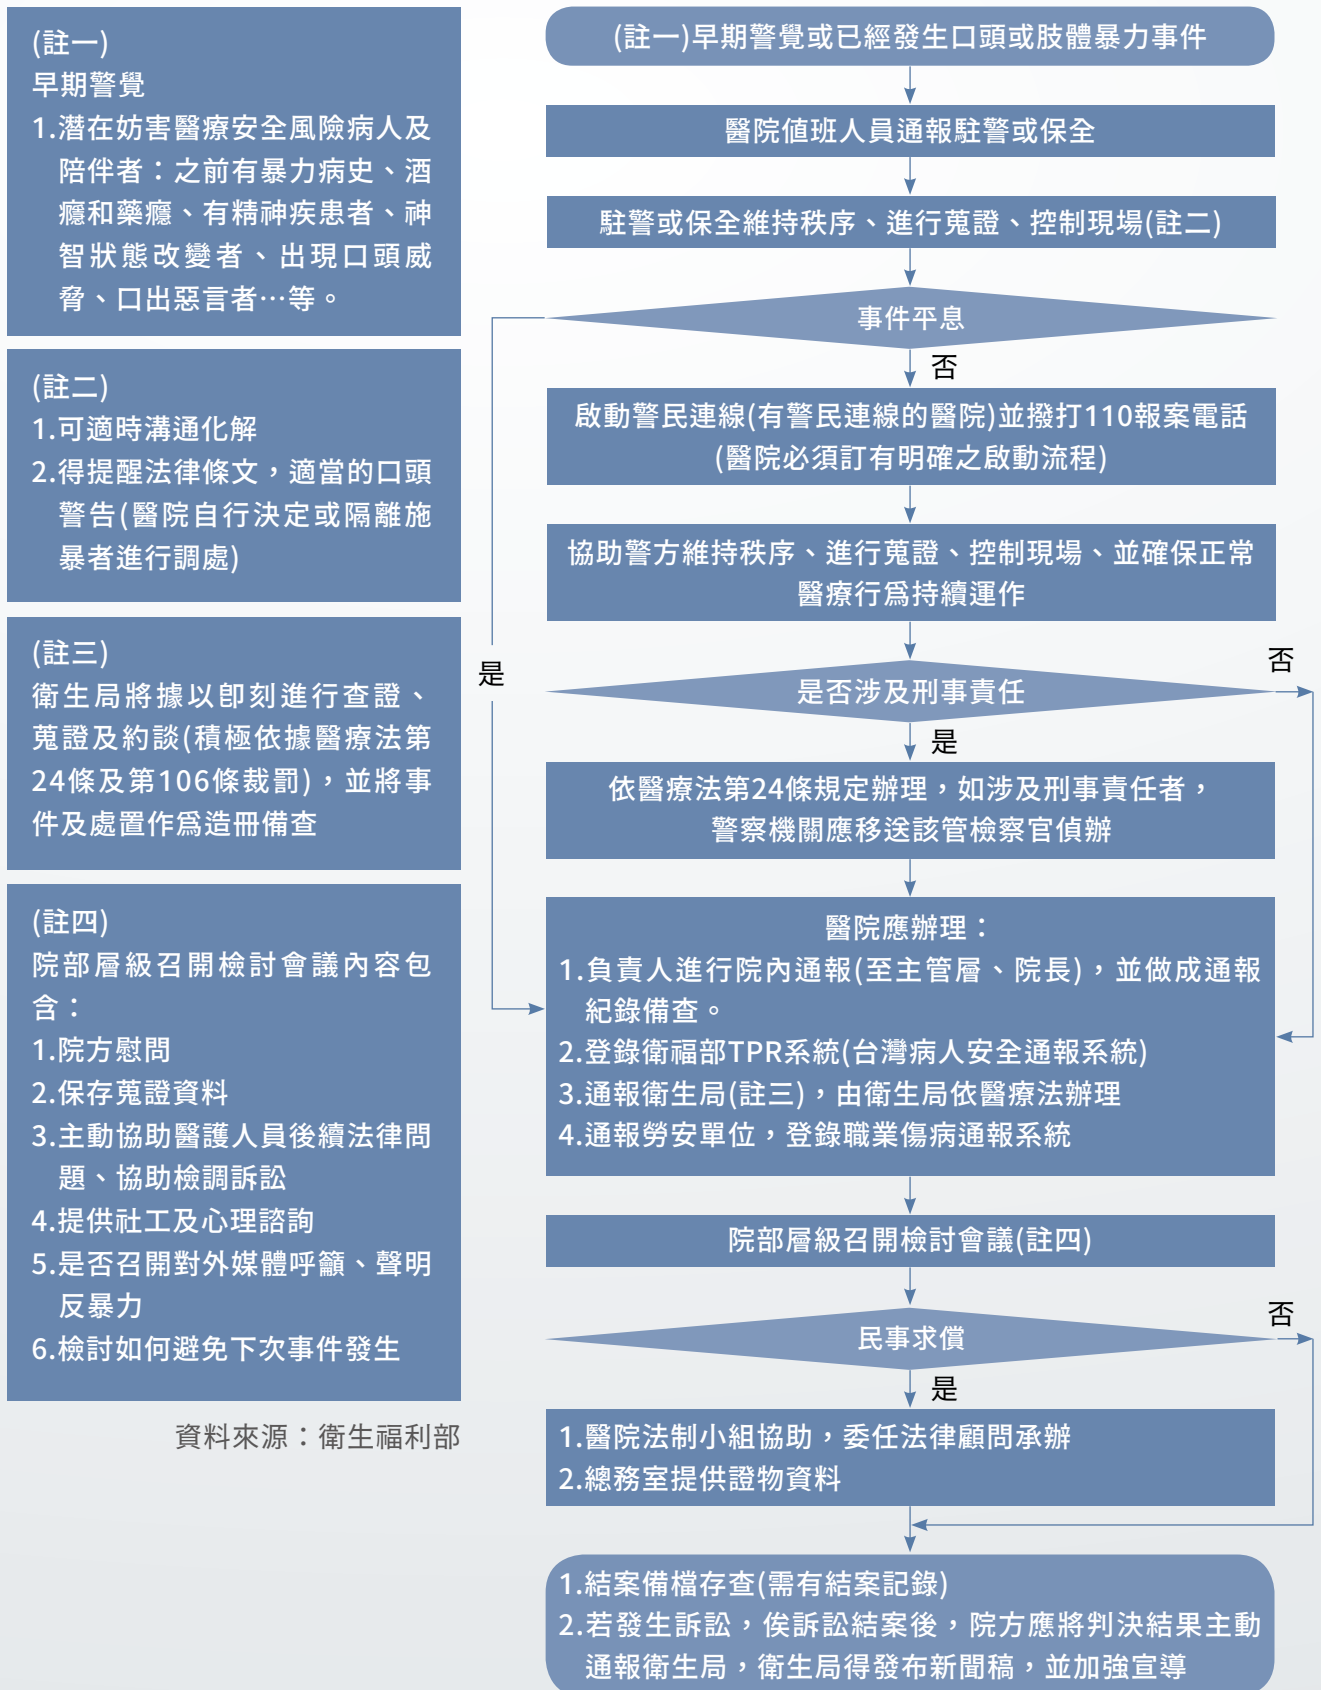 (註一)
早期警覺
1.潛在妨害醫療安全風險病人及
陪伴者：之前有暴力病史、酒
癮和藥癮、有精神疾患者、神
智狀態改變者、出現口頭威
脅、口出惡言者…等。
(註二)
1.可適時溝通化解
2.得提醒法律條文，適當的口頭
警告(醫院自行決定或隔離施
暴者進行調處)
(註三)
衛生局將據以即刻進行查證、
蒐證及約談(積極依據醫療法第
24條及第106條裁罰)，並將事
件及處置作為造冊備查
(註四)
院部層級召開檢討會議內容包
含：
1.院方慰問
2.保存蒐證資料
3.主動協助醫護人員後續法律問
題、協助檢調訴訟
4.提供社工及心理諮詢
5.是否召開對外媒體呼籲、聲明
反暴力
6.檢討如何避免下次事件發生
資料來源：衛生福利部
(註一)早期警覺或已經發生口頭或肢體暴力事件
醫院值班人員通報駐警或保全
駐警或保全維持秩序、進行蒐證、控制現場(註二)
事件平息
否
是
啟動警民連線(有警民連線的醫院)並撥打110報案電話
(醫院必須訂有明確之啟動流程)
協助警方維持秩序、進行蒐證、控制現場、並確保正常
醫療行為持續運作
是否涉及刑事責任
否
是
依醫療法第24條規定辦理，如涉及刑事責任者，
警察機關應移送該管檢察官偵辦
醫院應辦理：
1.負責人進行院內通報(至主管層、院長)，並做成通報
紀錄備查。
2.登錄衛福部TPR系統(台灣病人安全通報系統)
3.通報衛生局(註三)，由衛生局依醫療法辦理
4.通報勞安單位，登錄職業傷病通報系統
院部層級召開檢討會議(註四)
民事求償
否
是
1.醫院法制小組協助，委任法律顧問承辦
2.總務室提供證物資料
1.結案備檔存查(需有結案記錄)
2.若發生訴訟，俟訴訟結案後，院方應將判決結果主動
通報衛生局，衛生局得發布新聞稿，並加強宣導